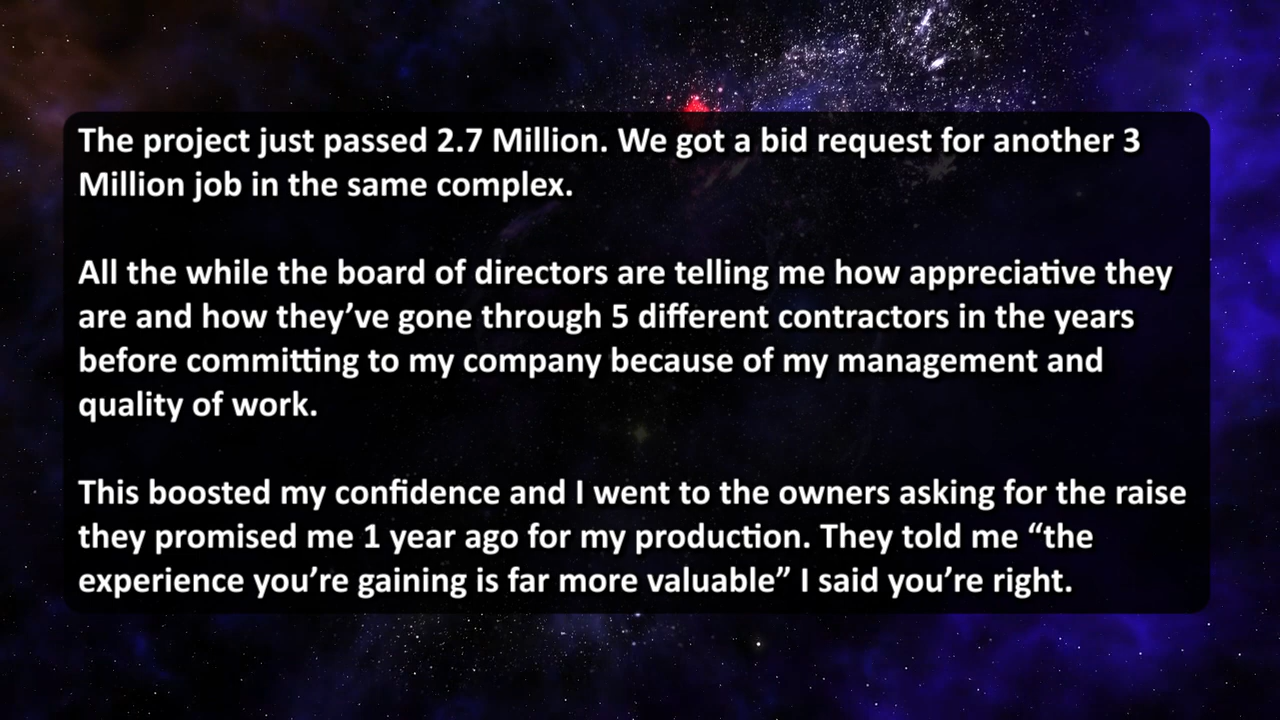 The project just passed 2.7 Million. We got a bid request for another 3
Million job in the same complex.
All the while the board of directors are telling me how appreciative they
are and how they’ve gone through 5 different contractors in the years
before committing to my company because of my management and
quality of work.
This boosted my confidence and I went to the owners asking for the raise
they promised me 1 year ago for my production. They told me “the
experience you’re gaining is far more valuable” I said you’re right.